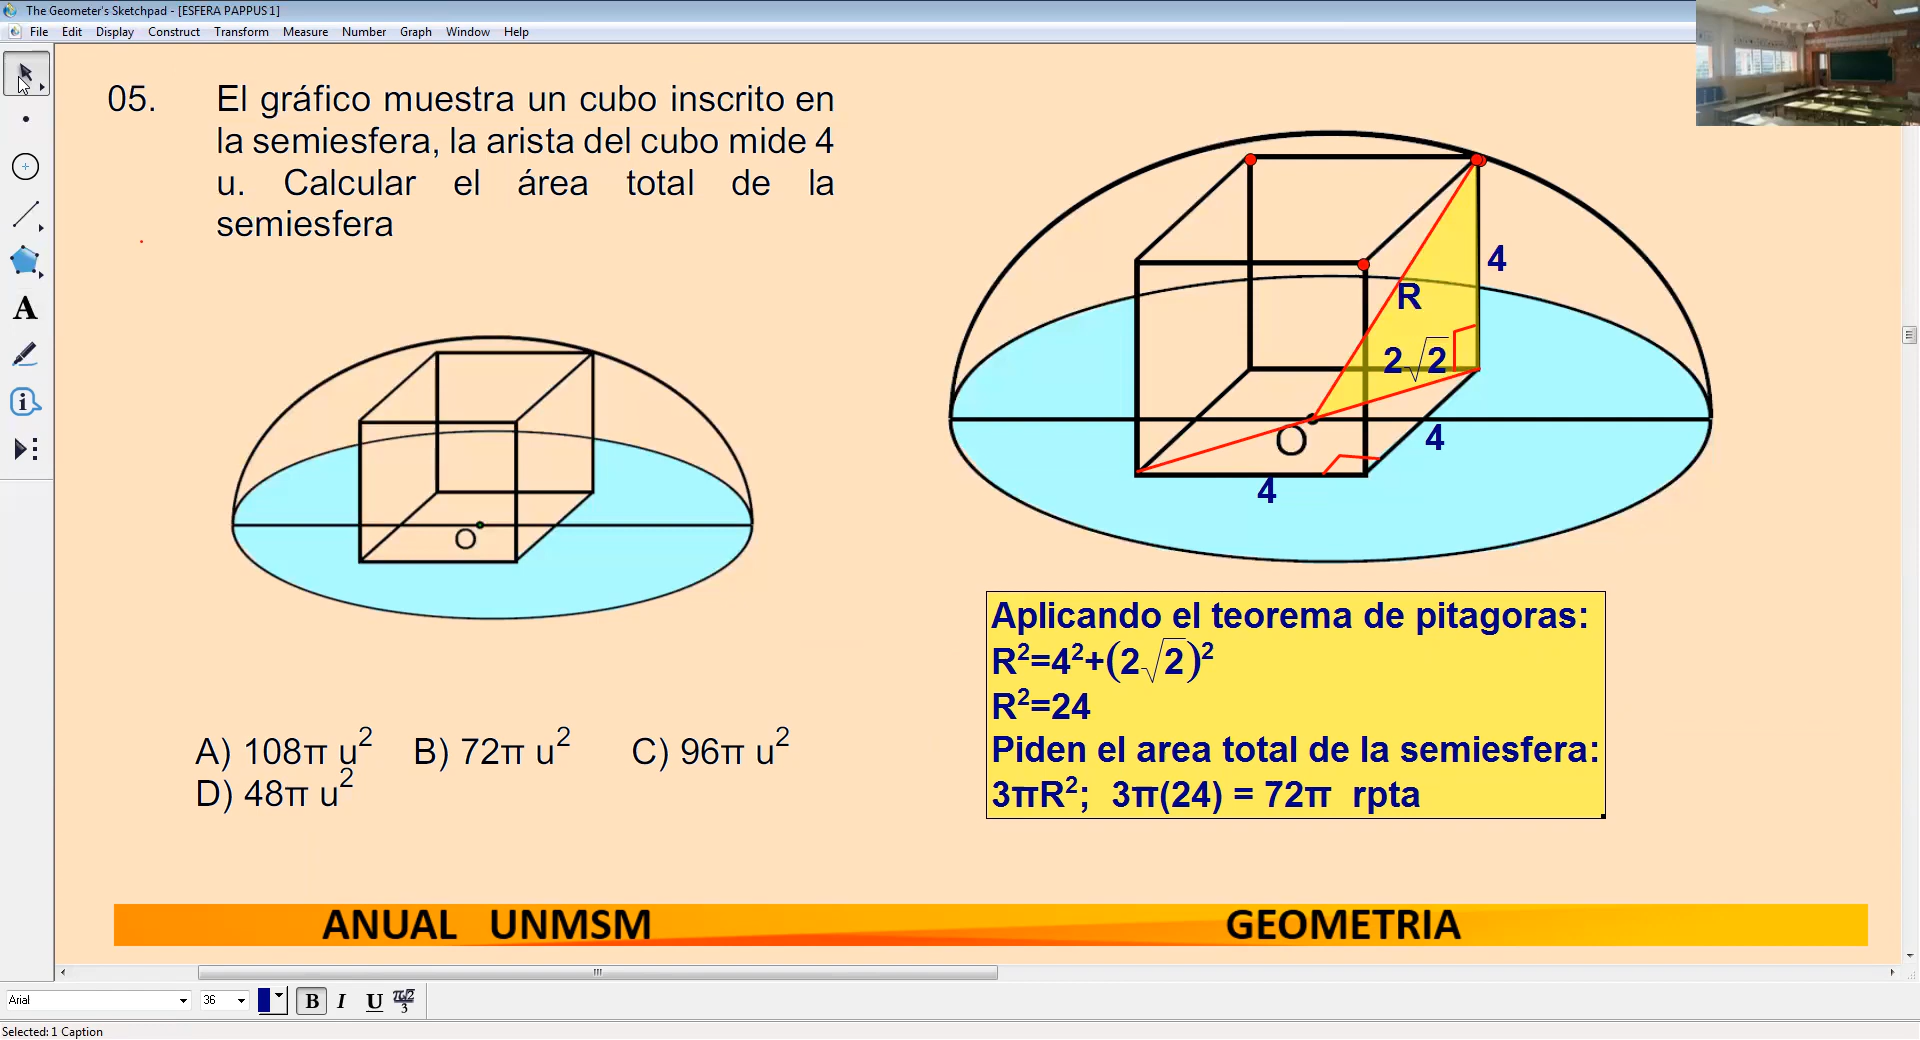 The Geometer's Sketchpad - [ESFERA PAPPUS 1]
File Edit Display Construct Transform Measure Number Graph Window Help
05. El gráfico muestra un cubo inscrito en
la semiesfera, la arista del cubo mide 4
u. Calcular el área total de la
semiesfera
O
A) 108π u² B) 72π u² C) 96π u²
D) 48π u²
4
R
2√2
O
4
4
Aplicando el teorema de pitagoras:
R²=4²+(2√2)²
R²=24
Piden el area total de la semiesfera:
3πR²; 3π(24) = 72π rpta
ANUAL UNMSM GEOMETRIA
Arial 36 B I U
Selected: 1 Caption